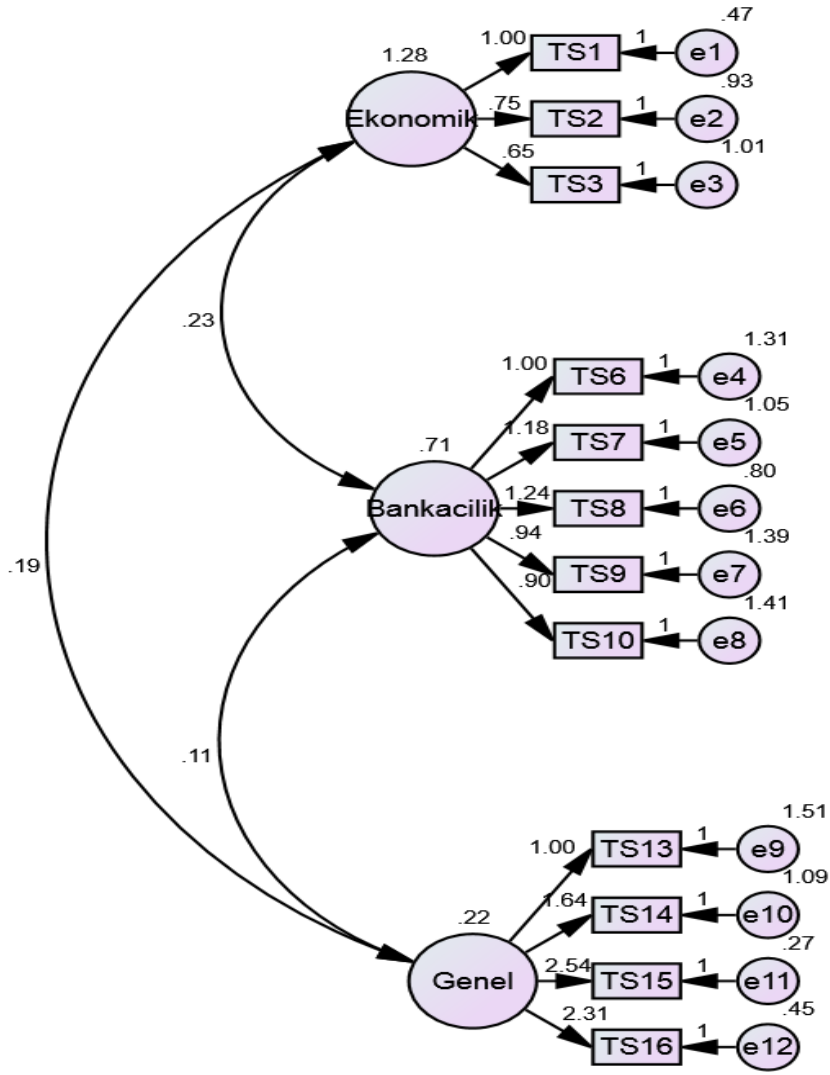 .47
1.28 1.00 TS1 1 e1
.93
Ekonomik .75 TS2 1 e2
1.01
.65 TS3 1 e3
.23
1.31
1.00 TS6 1 e4
1.05
.71 1.18 TS7 1 e5
.80
Bankacilik 1.24 TS8 1 e6
1.39
.94 TS9 1 e7
1.41
.90 TS10 1 e8
.19
.11
1.51
1.00 TS13 1 e9
1.09
.22 1.64 TS14 1 e10
.27
Genel 2.54 TS15 1 e11
.45
2.31 TS16 1 e12